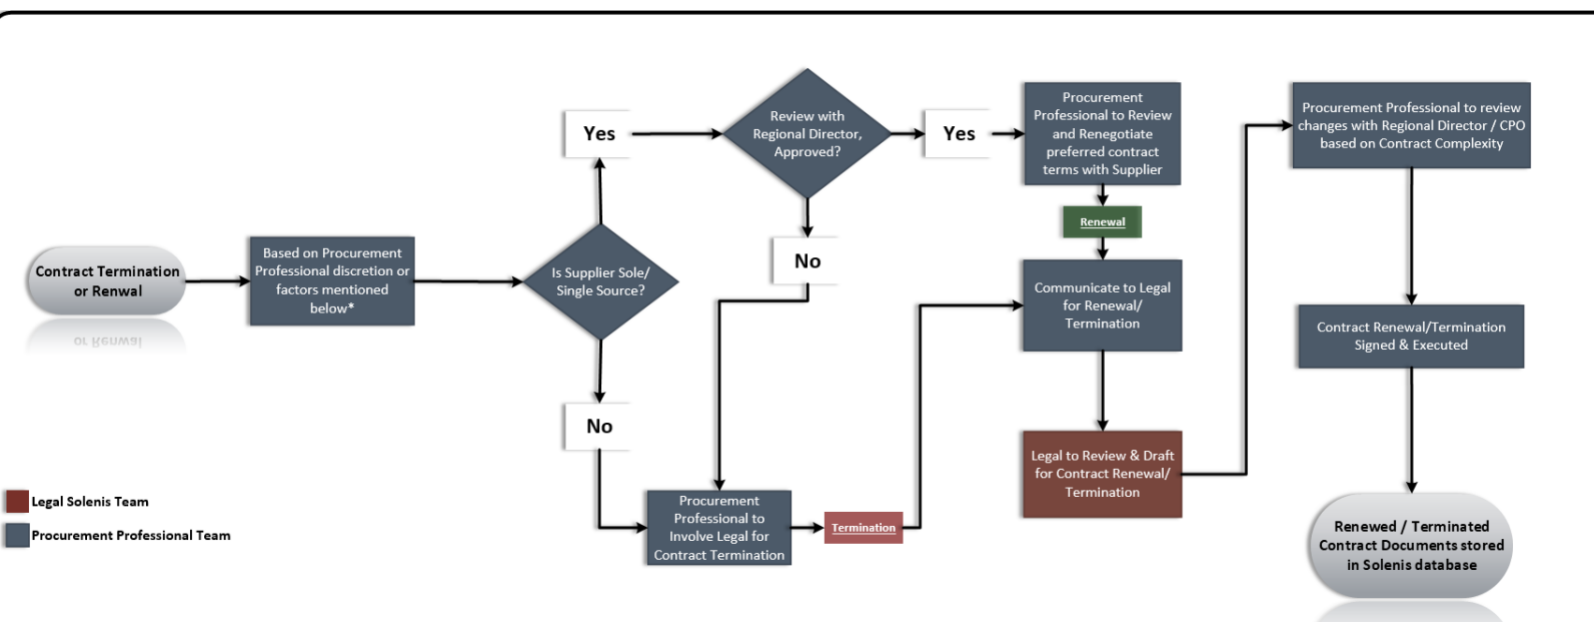 Contract Termination
or Renwal
Based on Procurement
Professional discretion or
factors mentioned
below*
Is Supplier Sole/
Single Source?
Yes
No
Review with
Regional Director,
Approved?
Yes
No
Procurement
Professional to
Involve Legal for
Contract Termination
Termination
Procurement
Professional to Review
and Renegotiate
preferred contract
terms with Supplier
Renewal
Communicate to Legal
for Renewal/
Termination
Legal to Review & Draft
for Contract Renewal/
Termination
Procurement Professional to review
changes with Regional Director / CPO
based on Contract Complexity
Contract Renewal/Termination
Signed & Executed
Renewed / Terminated
Contract Documents stored
in Solenis database
Legal Solenis Team
Procurement Professional Team